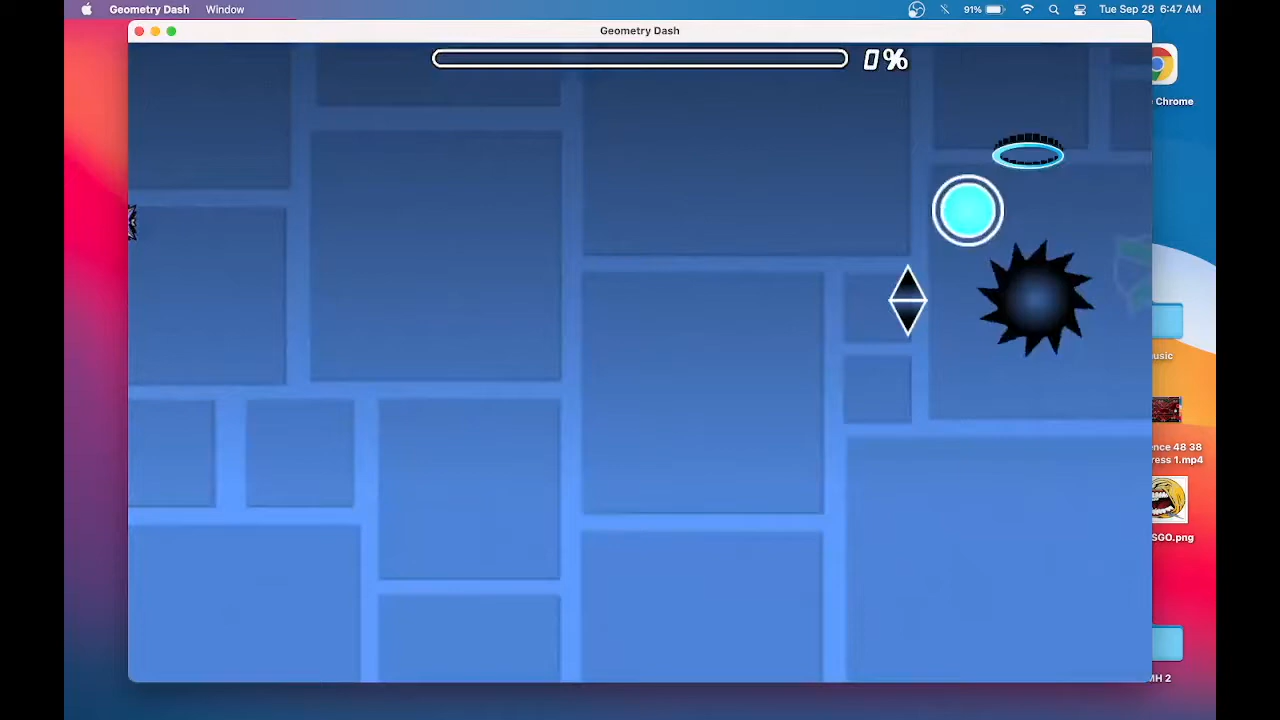 Geometry Dash Window 91% Tue Sep 28 6:47 AM
Geometry Dash
0%
Chrome
usic
ence 48 38
ress 1.mp4
SGO.png
MH 2